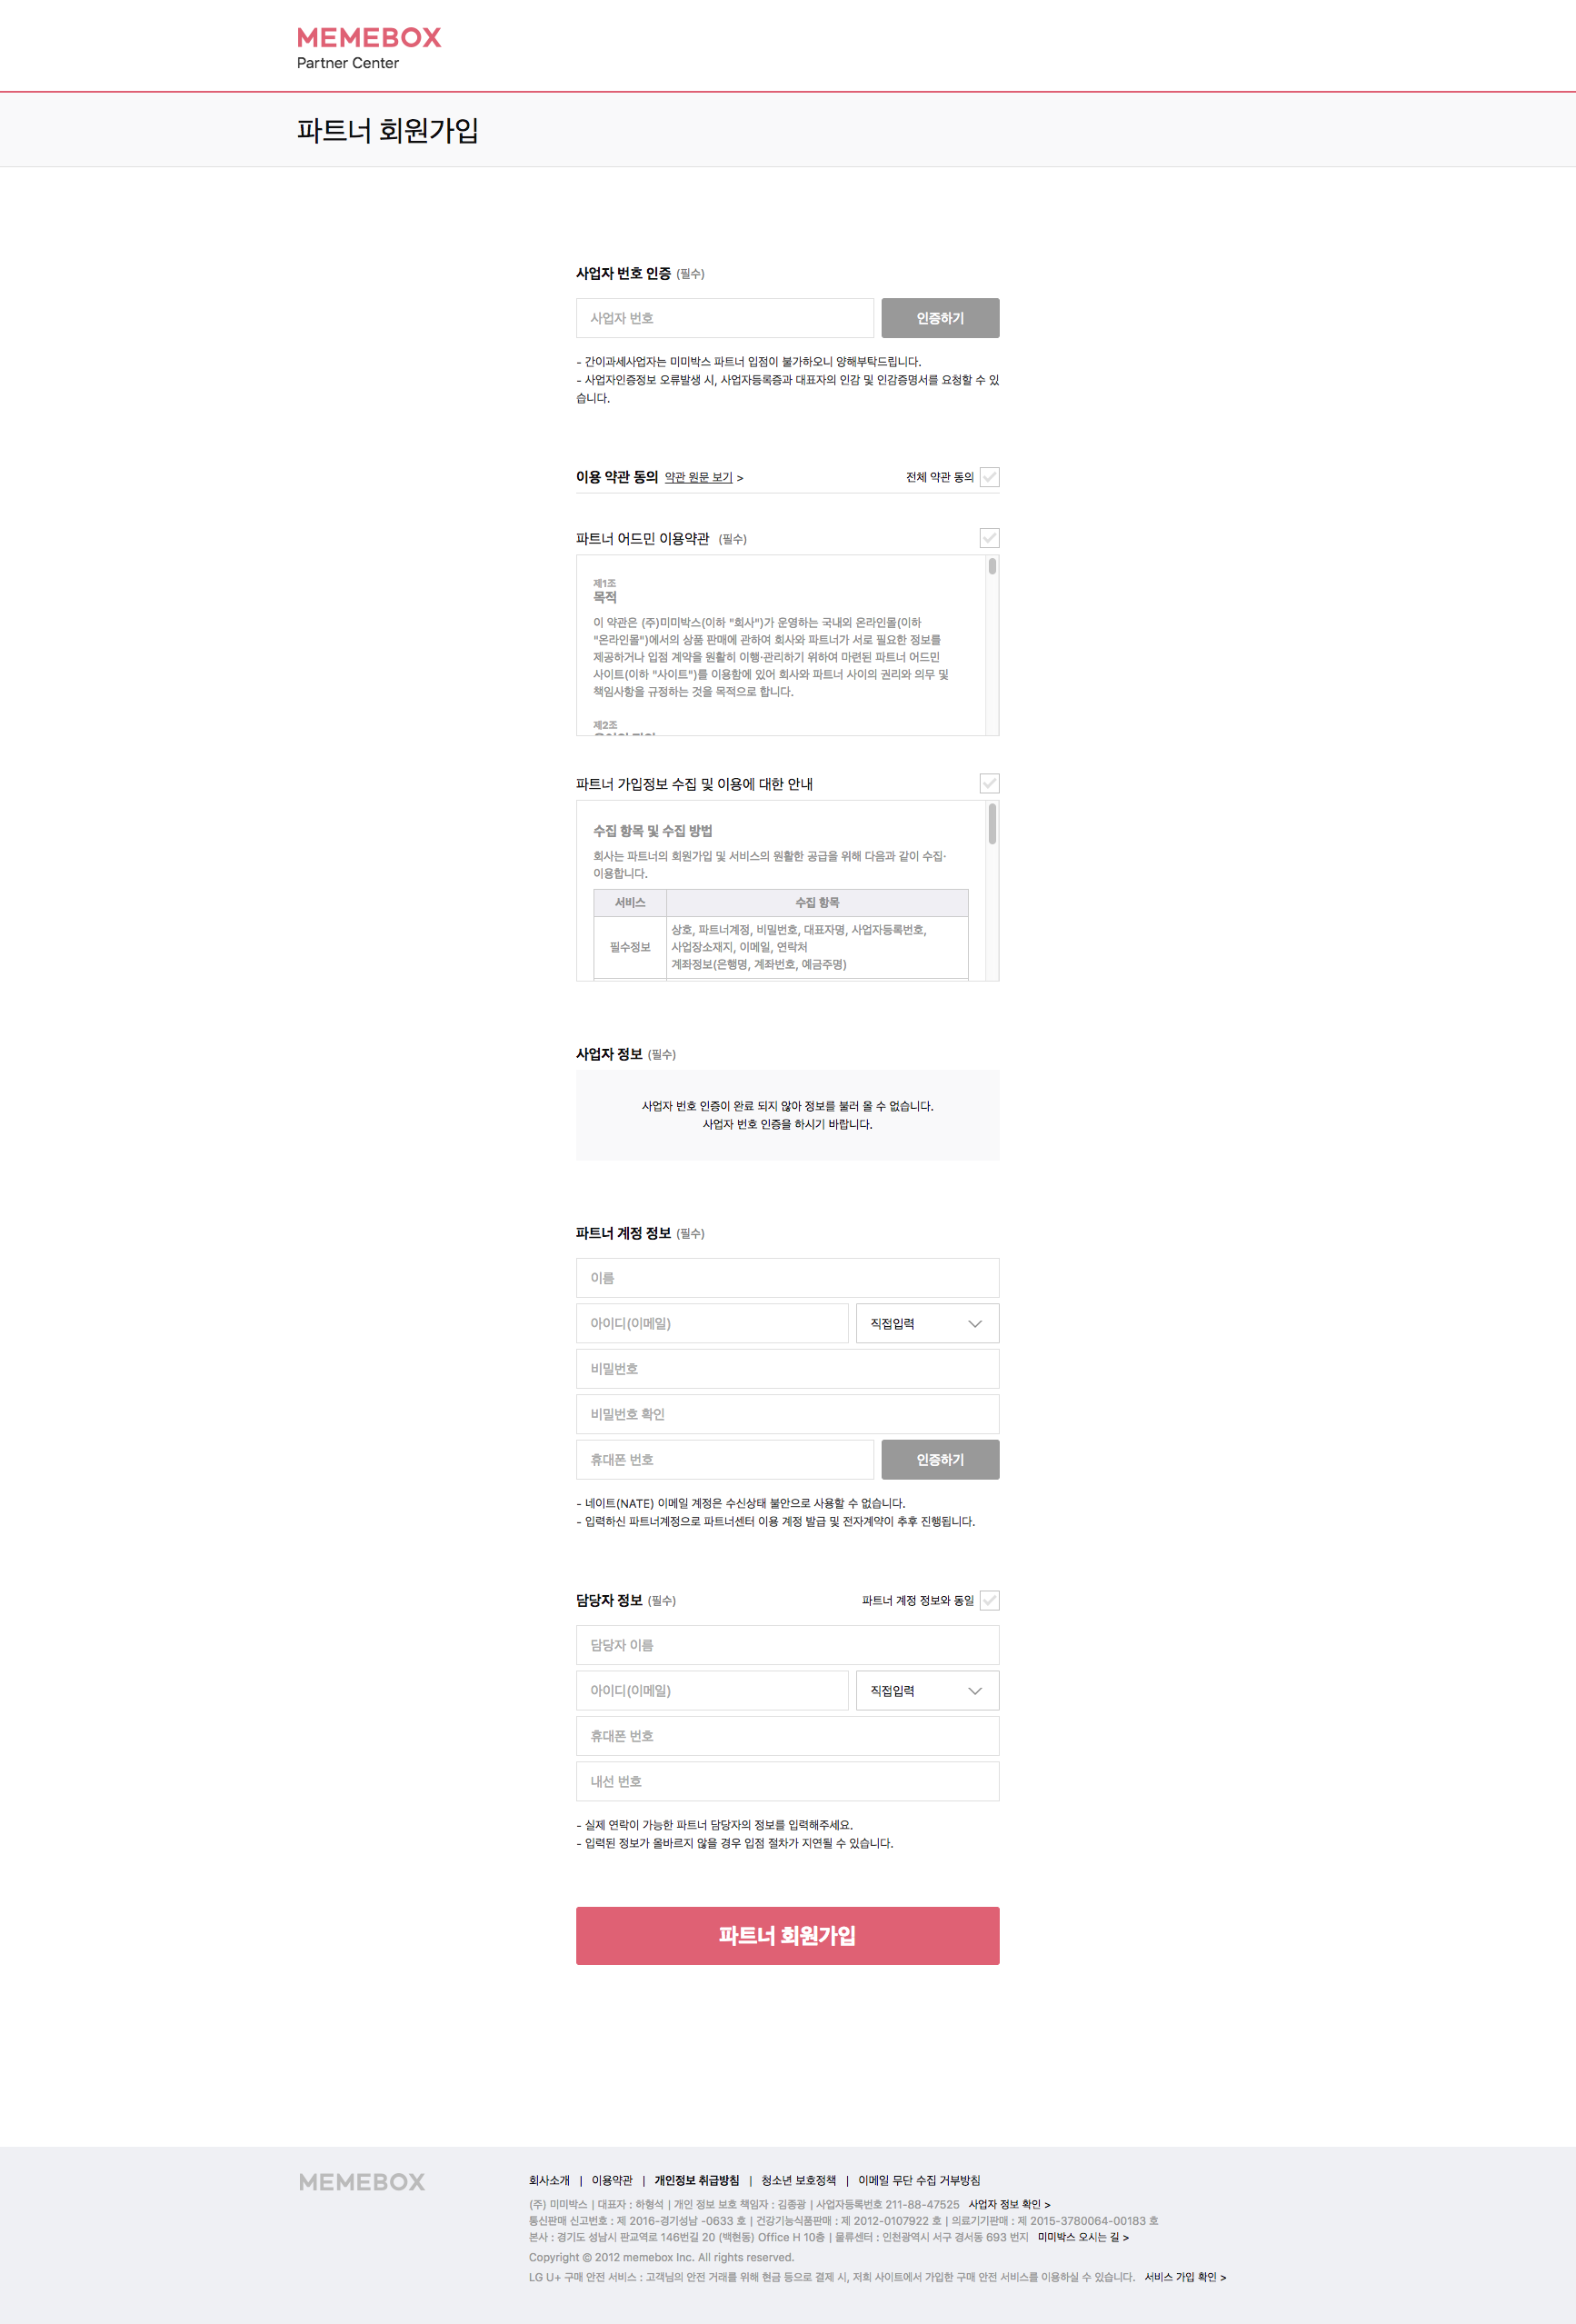 MEMEBOX
Partner Center
파트너 회원가입
사업자 번호 인증 (필수)
사업자 번호
인증하기
- 간이과세사업자는 미미박스 파트너 입점이 불가하오니 양해부탁드립니다.
- 사업자인증정보 오류발생 시, 사업자등록증과 대표자의 인감 및 인감증명서를 요청할 수 있
습니다.
이용 약관 동의 약관 원문 보기 > 전체 약관 동의
파트너 어드민 이용약관 (필수)
제1조
목적
이 약관은 (주)미미박스(이하 "회사")가 운영하는 국내외 온라인몰(이하
"온라인몰")에서의 상품 판매에 관하여 회사와 파트너가 서로 필요한 정보를
제공하거나 입점 계약을 원활히 이행·관리하기 위하여 마련된 파트너 어드민
사이트(이하 "사이트")를 이용함에 있어 회사와 파트너 사이의 권리와 의무 및
책임사항을 규정하는 것을 목적으로 합니다.
제2조
파트너 가입정보 수집 및 이용에 대한 안내
수집 항목 및 수집 방법
회사는 파트너의 회원가입 및 서비스의 원활한 공급을 위해 다음과 같이 수집·
이용합니다.
서비스 수집 항목
상호, 파트너계정, 비밀번호, 대표자명, 사업자등록번호,
필수정보 사업장소재지, 이메일, 연락처
계좌정보(은행명, 계좌번호, 예금주명)
사업자 정보 (필수)
사업자 번호 인증이 완료 되지 않아 정보를 불러 올 수 없습니다.
사업자 번호 인증을 하시기 바랍니다.
파트너 계정 정보 (필수)
이름
아이디(이메일) 직접입력
비밀번호
비밀번호 확인
휴대폰 번호 인증하기
- 네이트(NATE) 이메일 계정은 수신상태 불안으로 사용할 수 없습니다.
- 입력하신 파트너계정으로 파트너센터 이용 계정 발급 및 전자계약이 추후 진행됩니다.
담당자 정보 (필수) 파트너 계정 정보와 동일
담당자 이름
아이디(이메일) 직접입력
휴대폰 번호
내선 번호
- 실제 연락이 가능한 파트너 담당자의 정보를 입력해주세요.
- 입력된 정보가 올바르지 않을 경우 입점 절차가 지연될 수 있습니다.
파트너 회원가입
MEMEBOX
회사소개 | 이용약관 | 개인정보 취급방침 | 청소년 보호정책 | 이메일 무단 수집 거부방침
(주) 미미박스 | 대표자 : 하형석 | 개인 정보 보호 책임자 : 김종광 | 사업자등록번호 211-88-47525 사업자 정보 확인 >
통신판매 신고번호 : 제 2016-경기성남 -0633 호 | 건강기능식품판매 : 제 2012-0107922 호 | 의료기기판매 : 제 2015-3780064-00183 호
본사 : 경기도 성남시 판교역로 146번길 20 (백현동) Office H 10층 | 물류센터 : 인천광역시 서구 경서동 693 번지 미미박스 오시는 길 >
Copyright © 2012 memebox Inc. All rights reserved.
LG U+ 구매 안전 서비스 : 고객님의 안전 거래를 위해 현금 등으로 결제 시, 저희 사이트에서 가입한 구매 안전 서비스를 이용하실 수 있습니다. 서비스 가입 확인 >